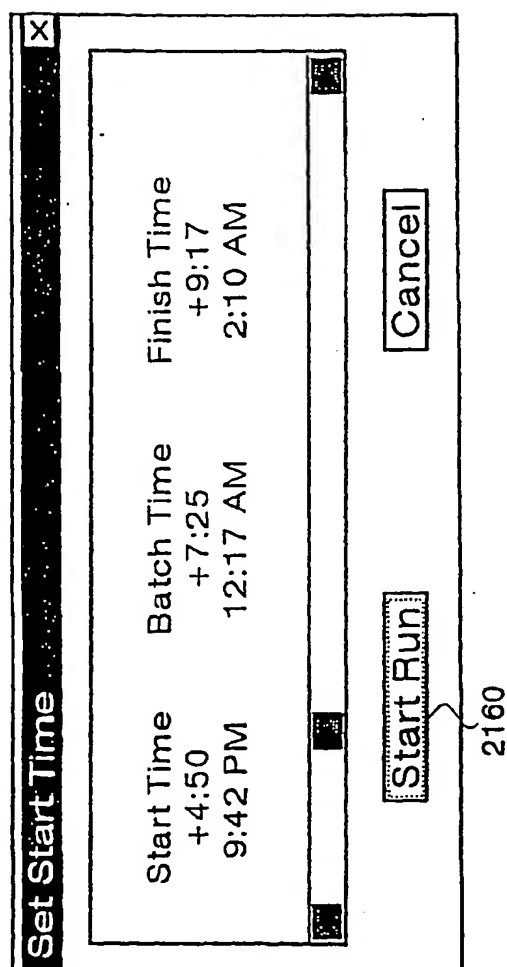 Set Start Time
X
Start Time
+4:50
9:42 PM
Batch Time
+7:25
12:17 AM
Finish Time
+9:17
2:10 AM
Start Run
Cancel
2160